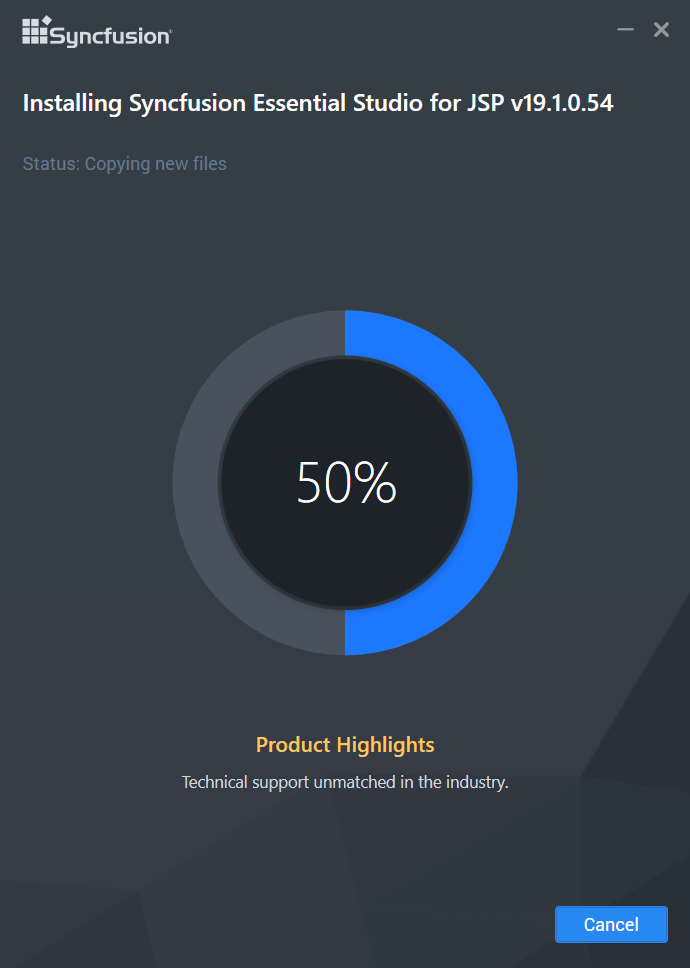 Syncfusion®
Installing Syncfusion Essential Studio for JSP v19.1.0.54
Status: Copying new files
50%
Product Highlights
Technical support unmatched in the industry.
Cancel